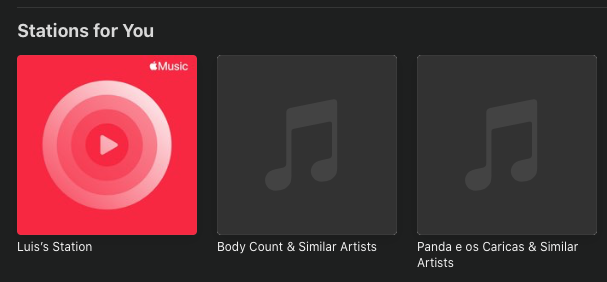 Stations for You
Music
Luis's Station
Body Count & Similar Artists
Panda e os Caricas & Similar
Artists